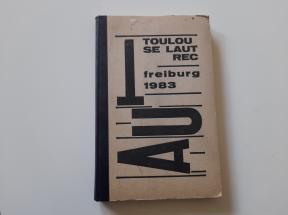 TOULOU
SE LAUT
REC
freiburg
1983
AUT